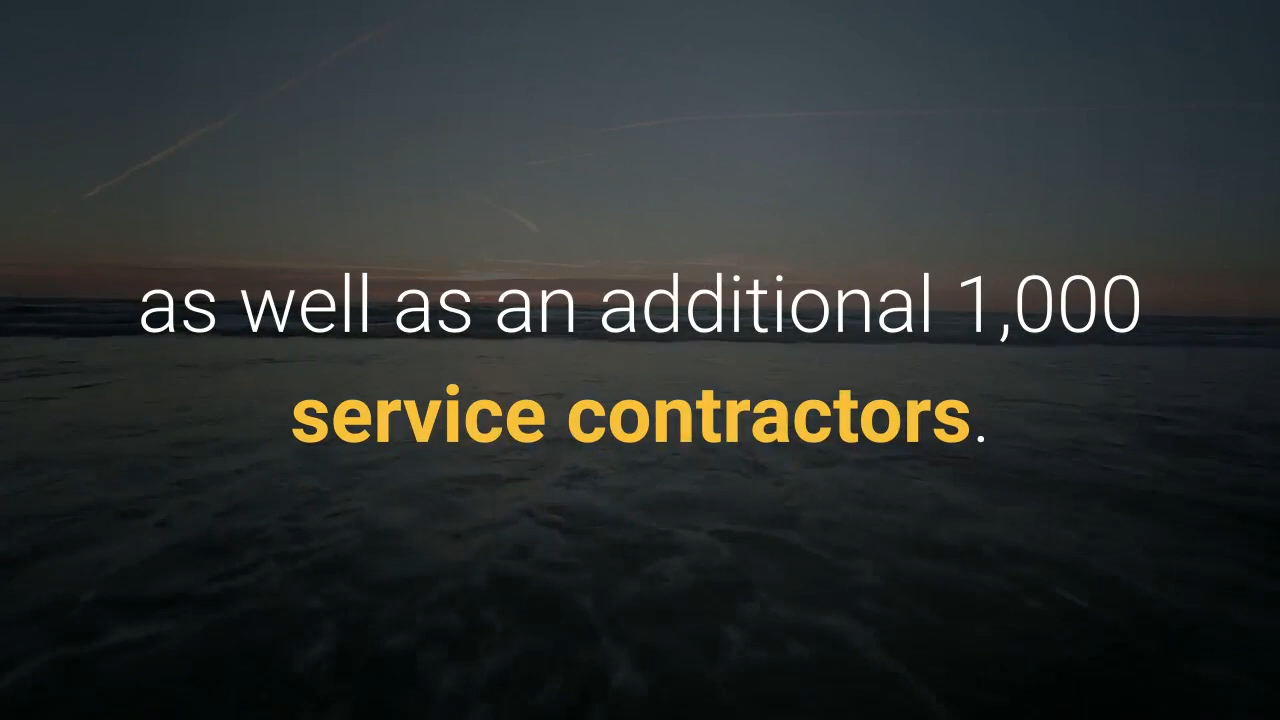 as well as an additional 1,000
service contractors.